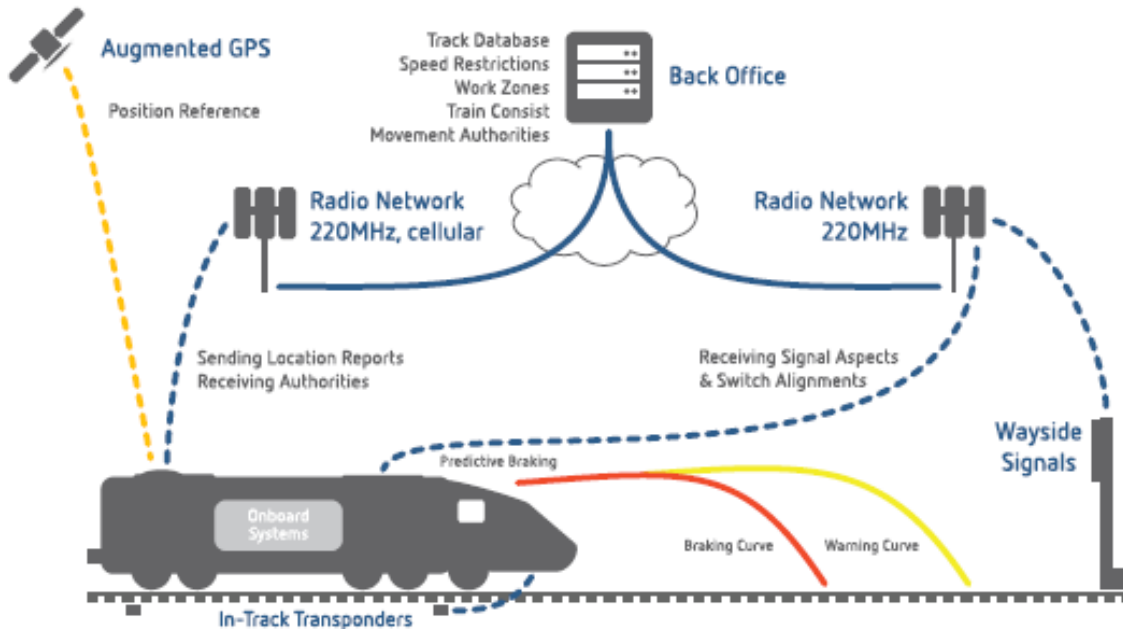 Augmented GPS
Position Reference
Track Database
Speed Restrictions
Work Zones
Train Consist
Movement Authorities
Back Office
Radio Network
220MHz, cellular
Radio Network
220MHz
Sending Location Reports
Receiving Authorities
Receiving Signal Aspects
& Switch Alignments
Wayside
Signals
Predictive Braking
Onboard
Systems
Braking Curve
Warning Curve
In-Track Transponders